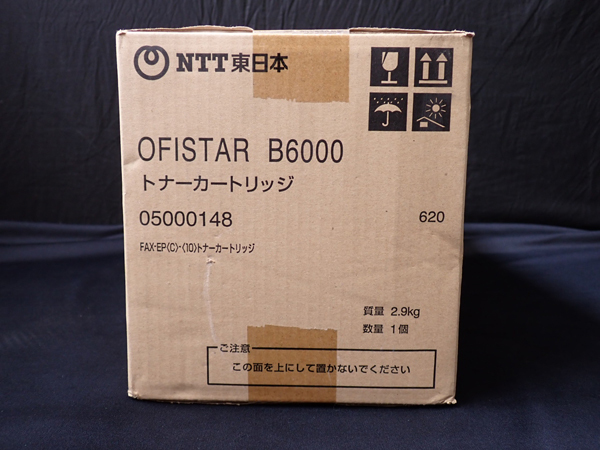 NTT東日本
OFISTAR B6000
トナーカートリッジ
05000148
620
FAX-EP〈C〉-〈10〉トナーカートリッジ
質量 2.9kg
数量 1個
ご注意
この面を上にして置かないでください